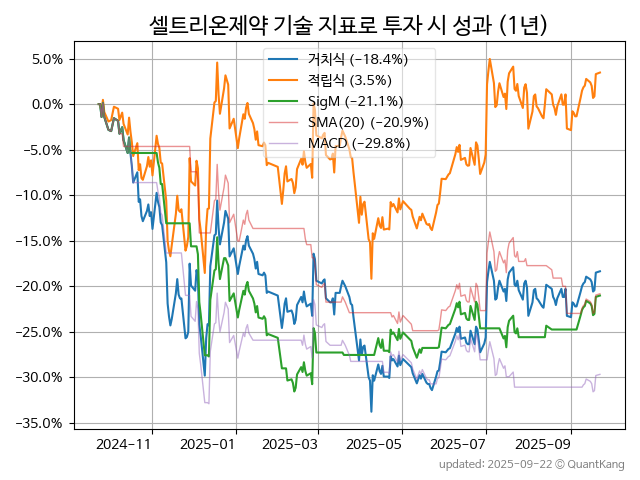 셀트리온제약 기술 지표로 투자 시 성과 (1년)
거치식 (−18.4%)
적립식 (3.5%)
SigM (−21.1%)
SMA(20) (−20.9%)
MACD (−29.8%)
5.0%
0.0%
−5.0%
−10.0%
−15.0%
−20.0%
−25.0%
−30.0%
−35.0%
2024−11 2025−01 2025−03 2025−05 2025−07 2025−09
updated: 2025−09−22 © QuantKang